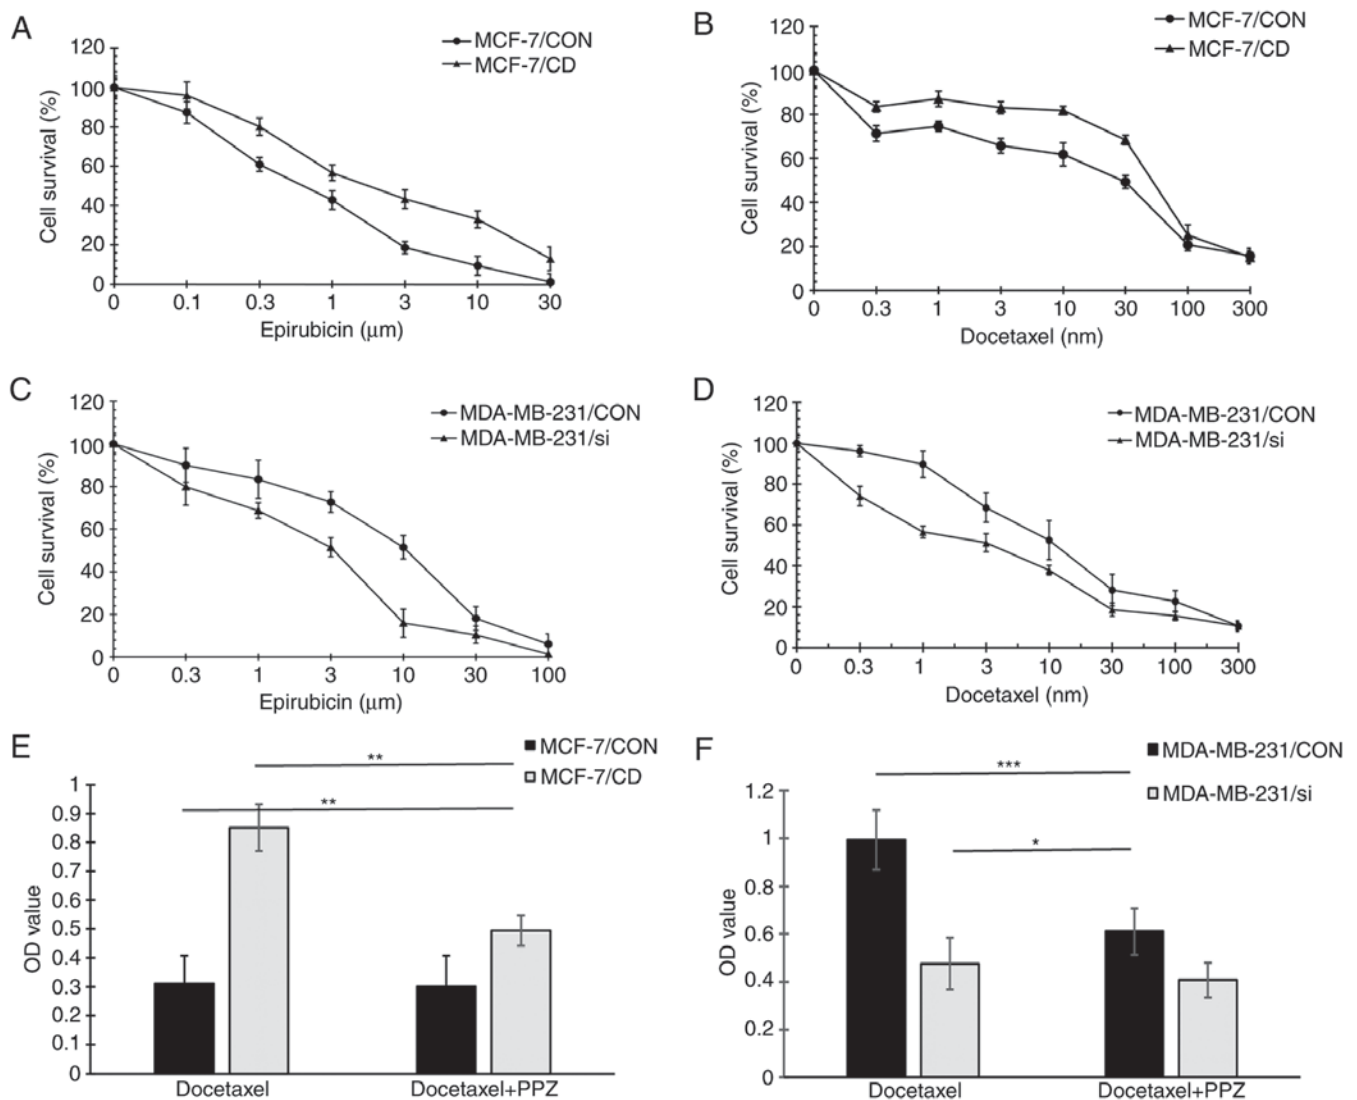 A
MCF-7/CON
MCF-7/CD
Cell survival (%)
120
100
80
60
40
20
0
0 0.1 0.3 1 3 10 30
Epirubicin (μm)
B
MCF-7/CON
MCF-7/CD
Cell survival (%)
120
100
80
60
40
20
0
0 0.3 1 3 10 30 100 300
Docetaxel (nm)
C
MDA-MB-231/CON
MDA-MB-231/si
Cell survival (%)
120
100
80
60
40
20
0
0 0.3 1 3 10 30 100
Epirubicin (μm)
D
MDA-MB-231/CON
MDA-MB-231/si
Cell survival (%)
120
100
80
60
40
20
0
0 0.3 1 3 10 30 100 300
Docetaxel (nm)
E
MCF-7/CON
MCF-7/CD
**
**
OD value
1
0.9
0.8
0.7
0.6
0.5
0.4
0.3
0.2
0.1
0
Docetaxel Docetaxel+PPZ
F
MDA-MB-231/CON
MDA-MB-231/si
***
*
OD value
1.2
1
0.8
0.6
0.4
0.2
0
Docetaxel Docetaxel+PPZ